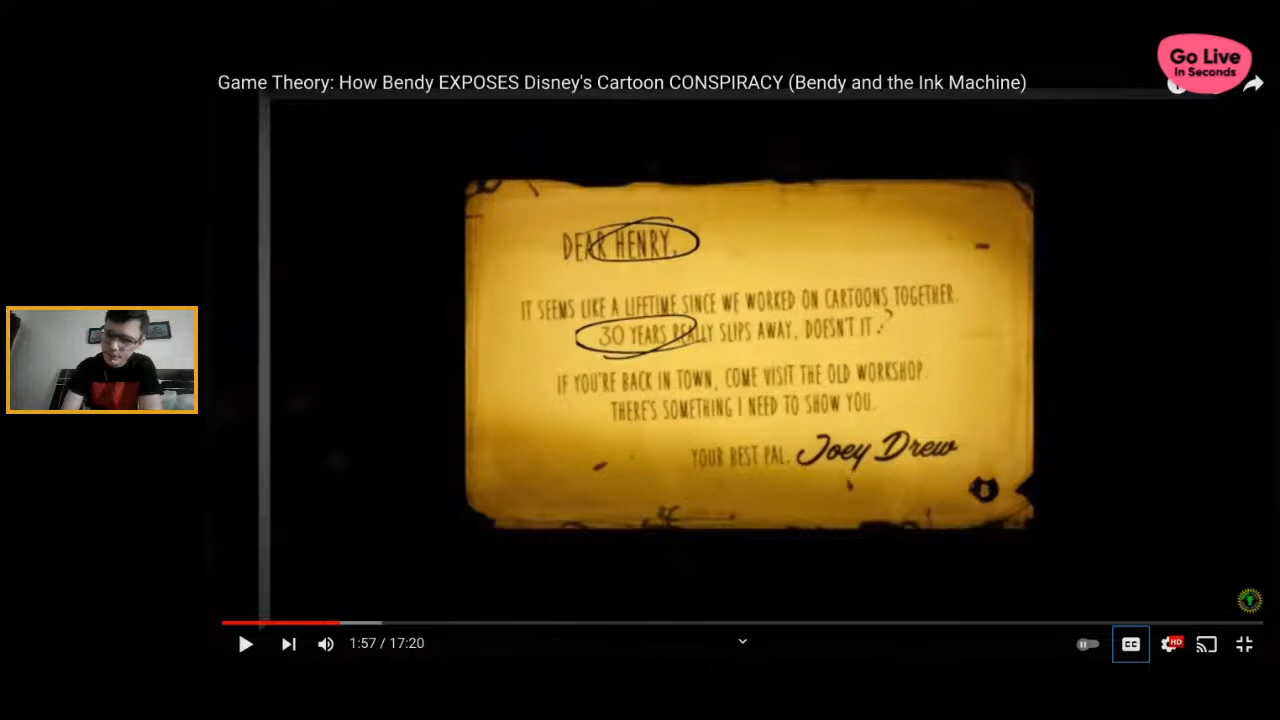 Go Live
In Seconds
Game Theory: How Bendy EXPOSES Disney's Cartoon CONSPIRACY (Bendy and the Ink Machine)
DEAR HENRY,
IT SEEMS LIKE A LIFETIME SINCE WE WORKED ON CARTOONS TOGETHER.
30 YEARS REALLY SLIPS AWAY, DOESN'T IT?
IF YOU'RE BACK IN TOWN, COME VISIT THE OLD WORKSHOP.
THERE'S SOMETHING I NEED TO SHOW YOU.
YOUR BEST PAL, Joey Drew
1:57 / 17:20
CC
HD